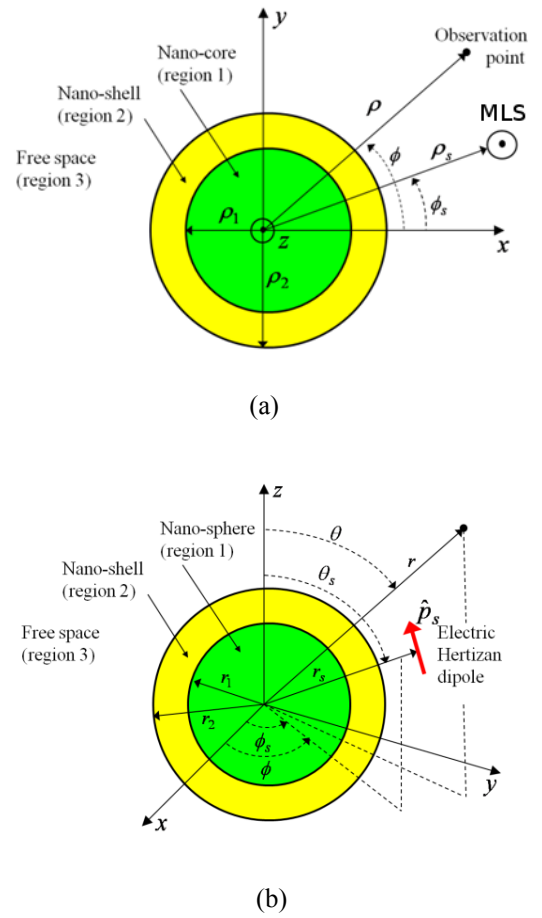 y
Observation
point
Nano-core
(region 1)
Nano-shell
(region 2)
MLS
ρ
ρs
Free space
(region 3)
ϕ
ϕs
ρ1
z
x
ρ2
(a)
z
Nano-sphere
(region 1)
θ
r
Nano-shell
(region 2)
θs
p̂s
Free space
(region 3)
Electric
Hertizan
dipole
r1
rs
r2
ϕs
ϕ
y
x
(b)